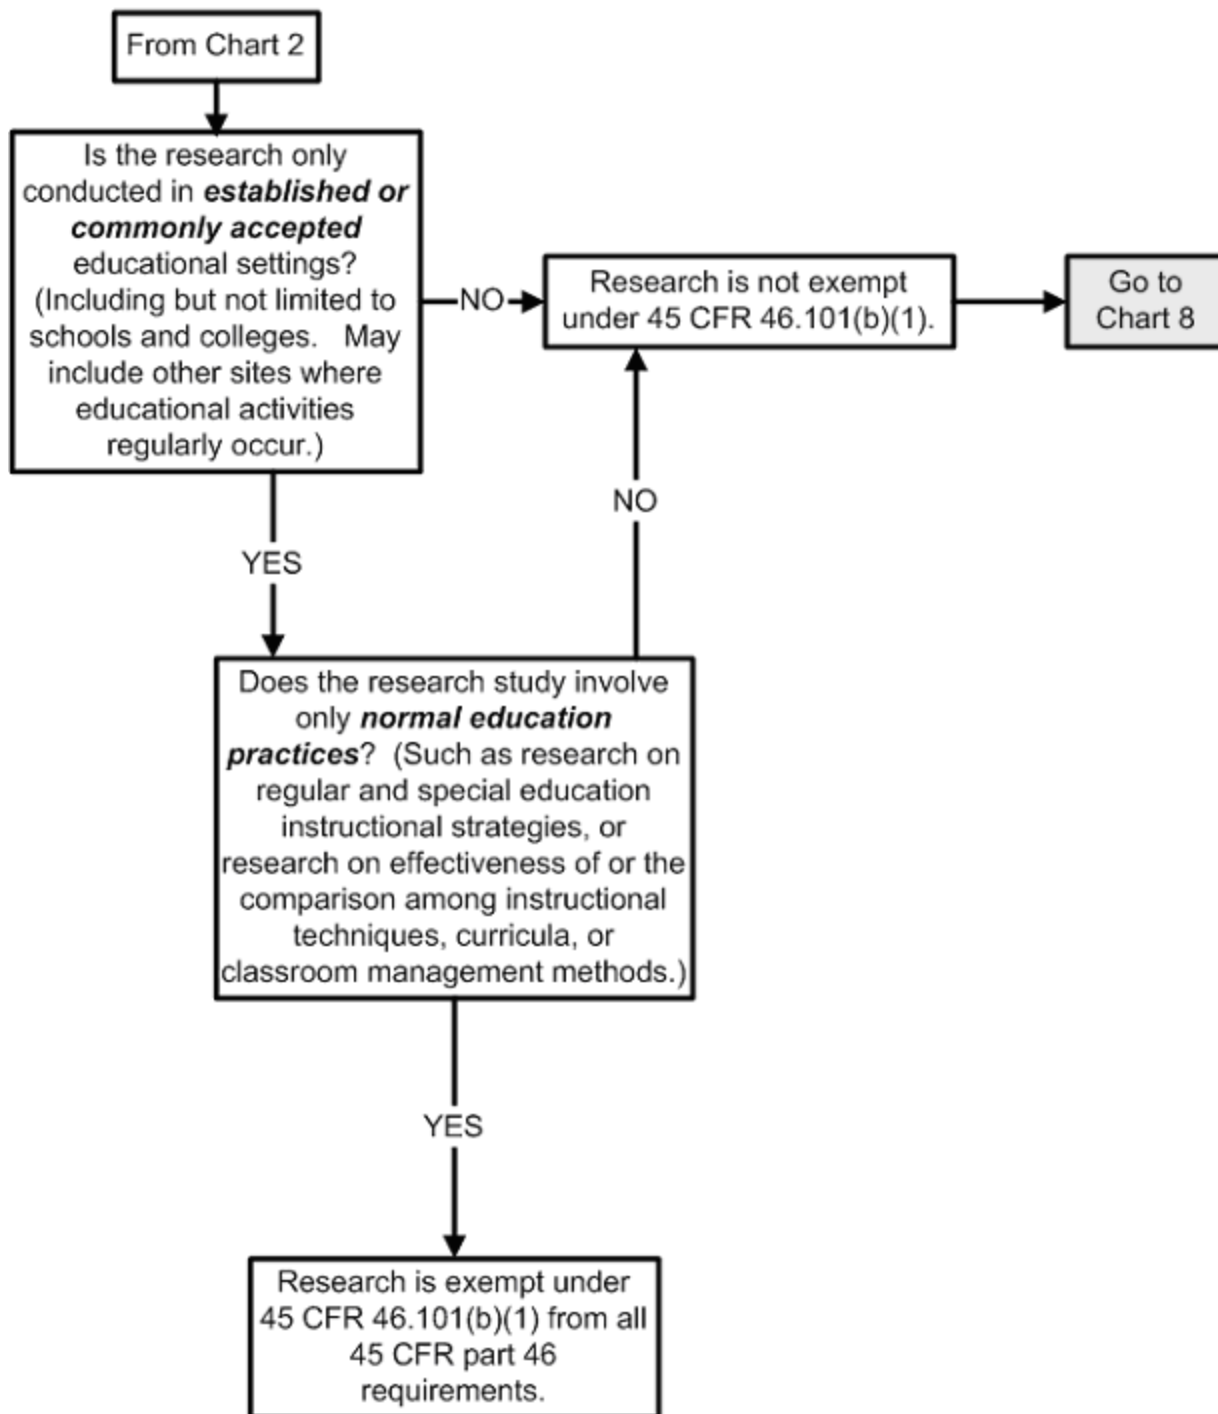 From Chart 2
Is the research only
conducted in established or
commonly accepted
educational settings?
(Including but not limited to
schools and colleges.   May
include other sites where
educational activities
regularly occur.)
NO
Research is not exempt
under 45 CFR 46.101(b)(1).
Go to
Chart 8
NO
YES
Does the research study involve
only normal education
practices?  (Such as research on
regular and special education
instructional strategies, or
research on effectiveness of or the
comparison among instructional
techniques, curricula, or
classroom management methods.)
YES
Research is exempt under
45 CFR 46.101(b)(1) from all
45 CFR part 46
requirements.